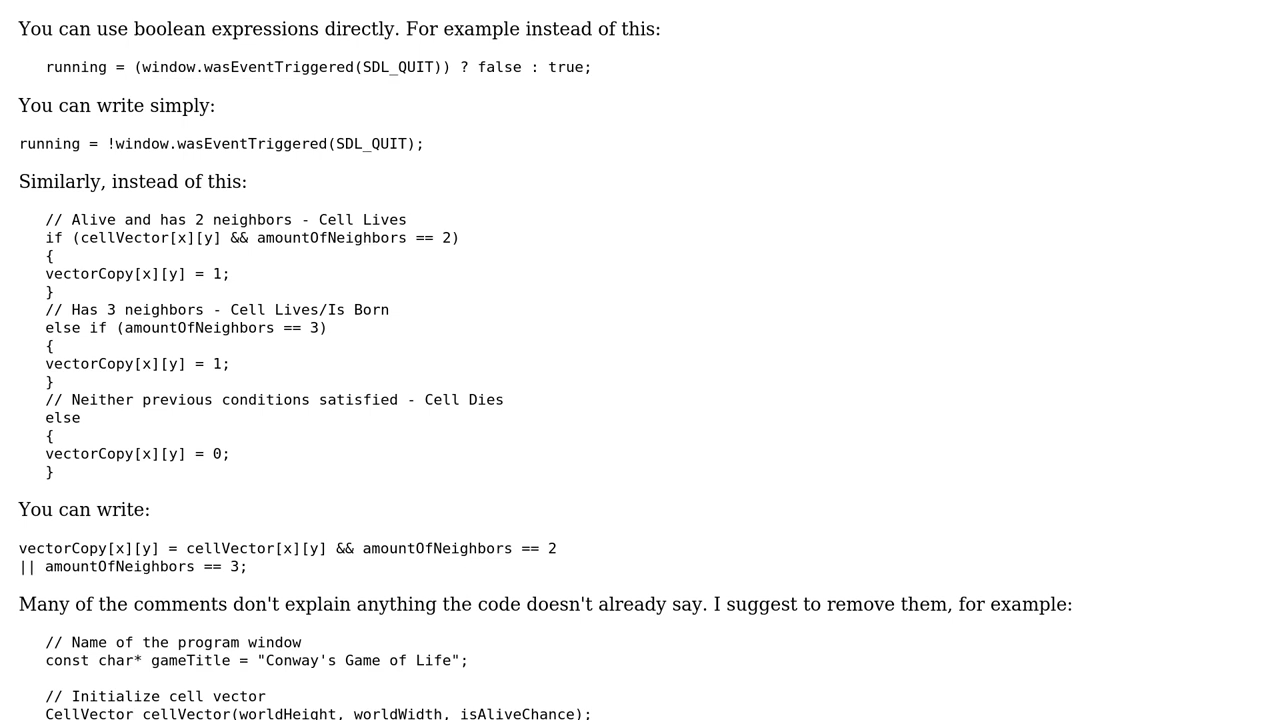 You can use boolean expressions directly. For example instead of this:
running = (window.wasEventTriggered(SDL_QUIT)) ? false : true;
You can write simply:
running = !window.wasEventTriggered(SDL_QUIT);
Similarly, instead of this:
// Alive and has 2 neighbors - Cell Lives
if (cellVector[x][y] && amountOfNeighbors == 2)
{
vectorCopy[x][y] = 1;
}
// Has 3 neighbors - Cell Lives/Is Born
else if (amountOfNeighbors == 3)
{
vectorCopy[x][y] = 1;
}
// Neither previous conditions satisfied - Cell Dies
else
{
vectorCopy[x][y] = 0;
}
You can write:
vectorCopy[x][y] = cellVector[x][y] && amountOfNeighbors == 2
|| amountOfNeighbors == 3;
Many of the comments don't explain anything the code doesn't already say. I suggest to remove them, for example:
// Name of the program window
const char* gameTitle = "Conway's Game of Life";
// Initialize cell vector
CellVector cellVector(worldHeight, worldWidth, isAliveChance);